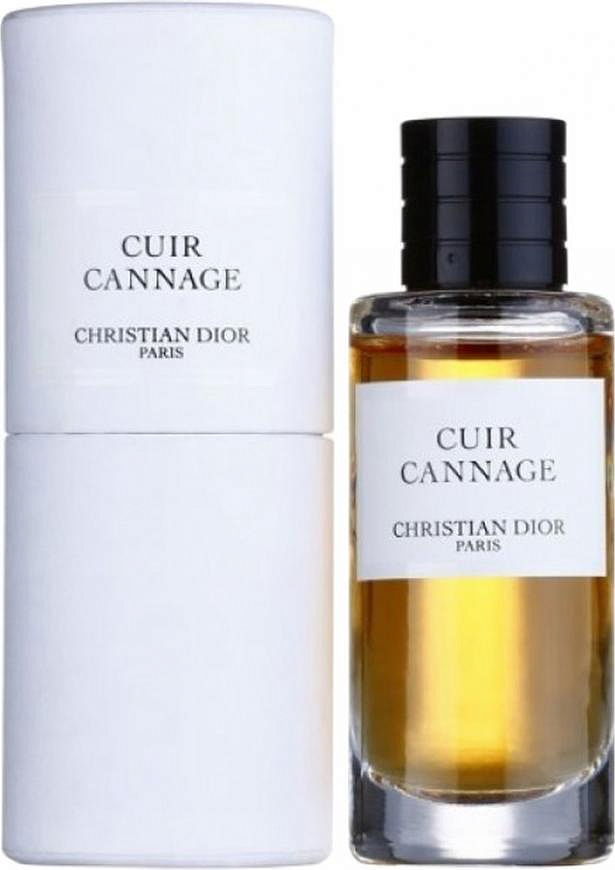 CUIR
CANNAGE
CHRISTIAN DIOR
PARIS
CUIR
CANNAGE
CHRISTIAN DIOR
PARIS